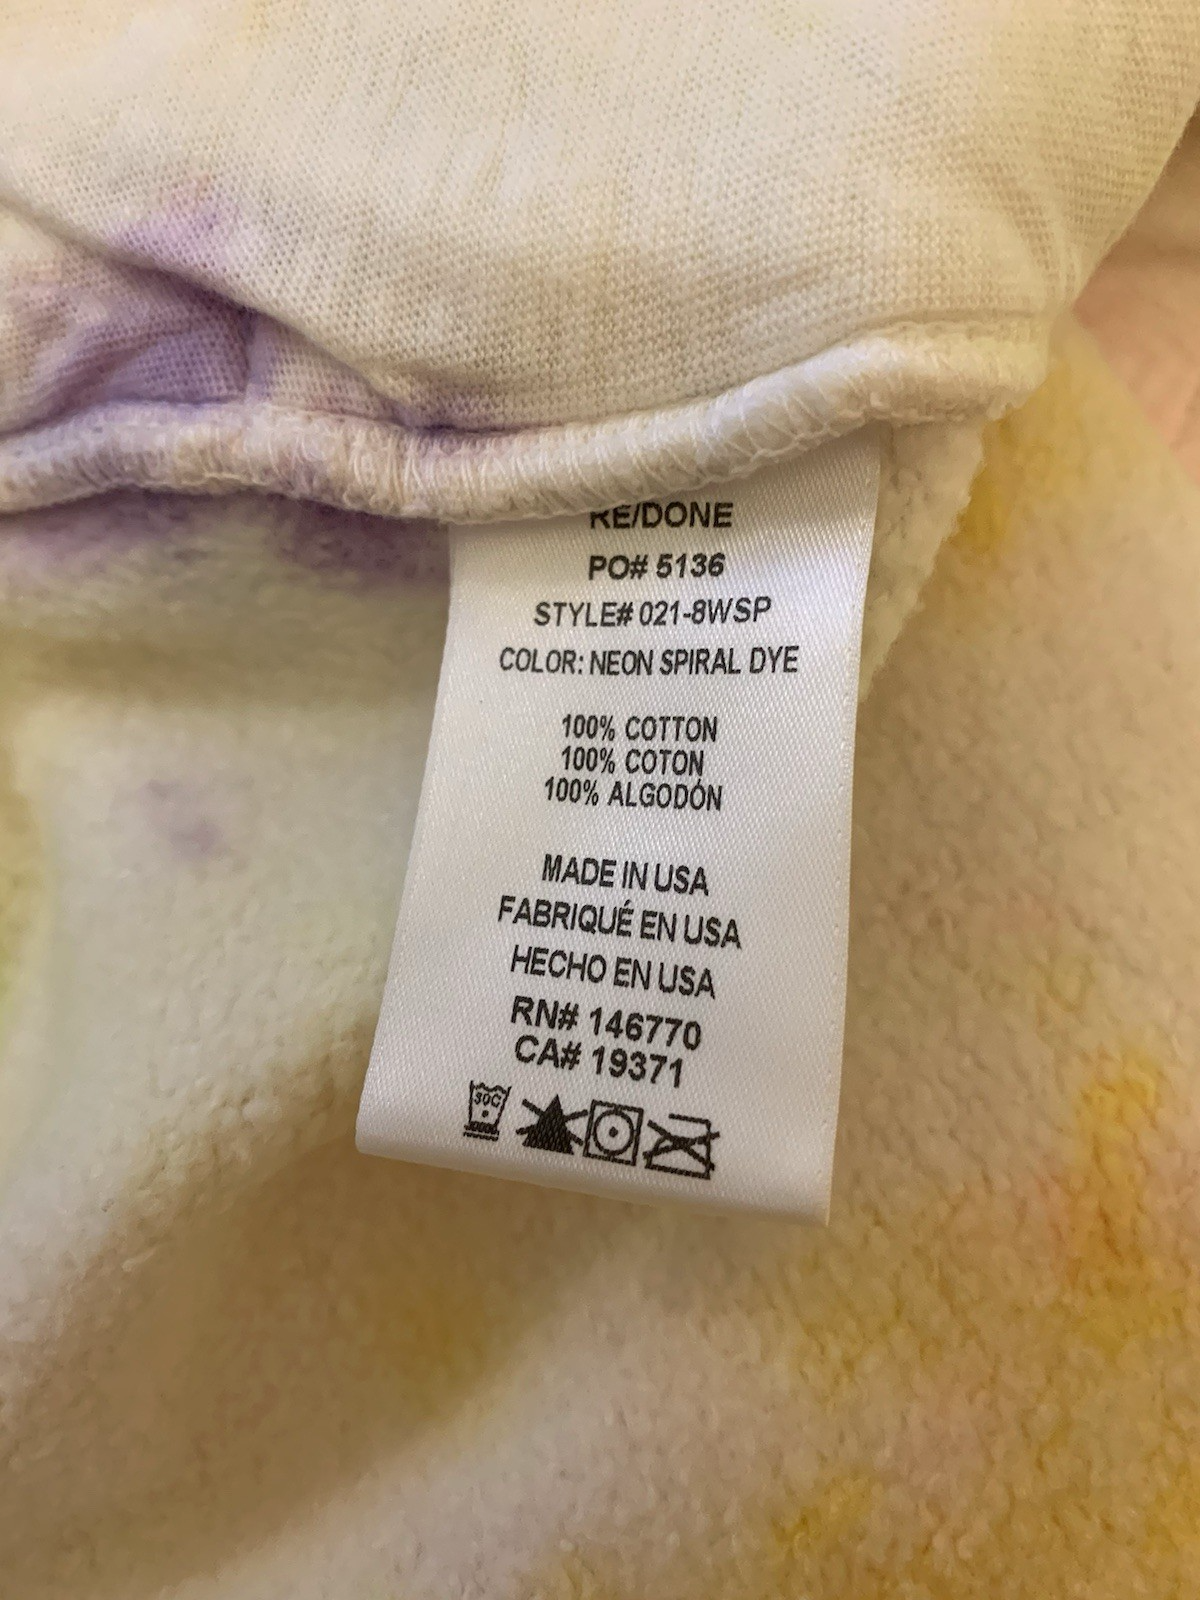 RE/DONE
PO# 5136
STYLE# 021-8WSP
COLOR: NEON SPIRAL DYE
100% COTTON
100% COTON
100% ALGODÓN
MADE IN USA
FABRIQUÉ EN USA
HECHO EN USA
RN# 146770
CA# 19371
30C